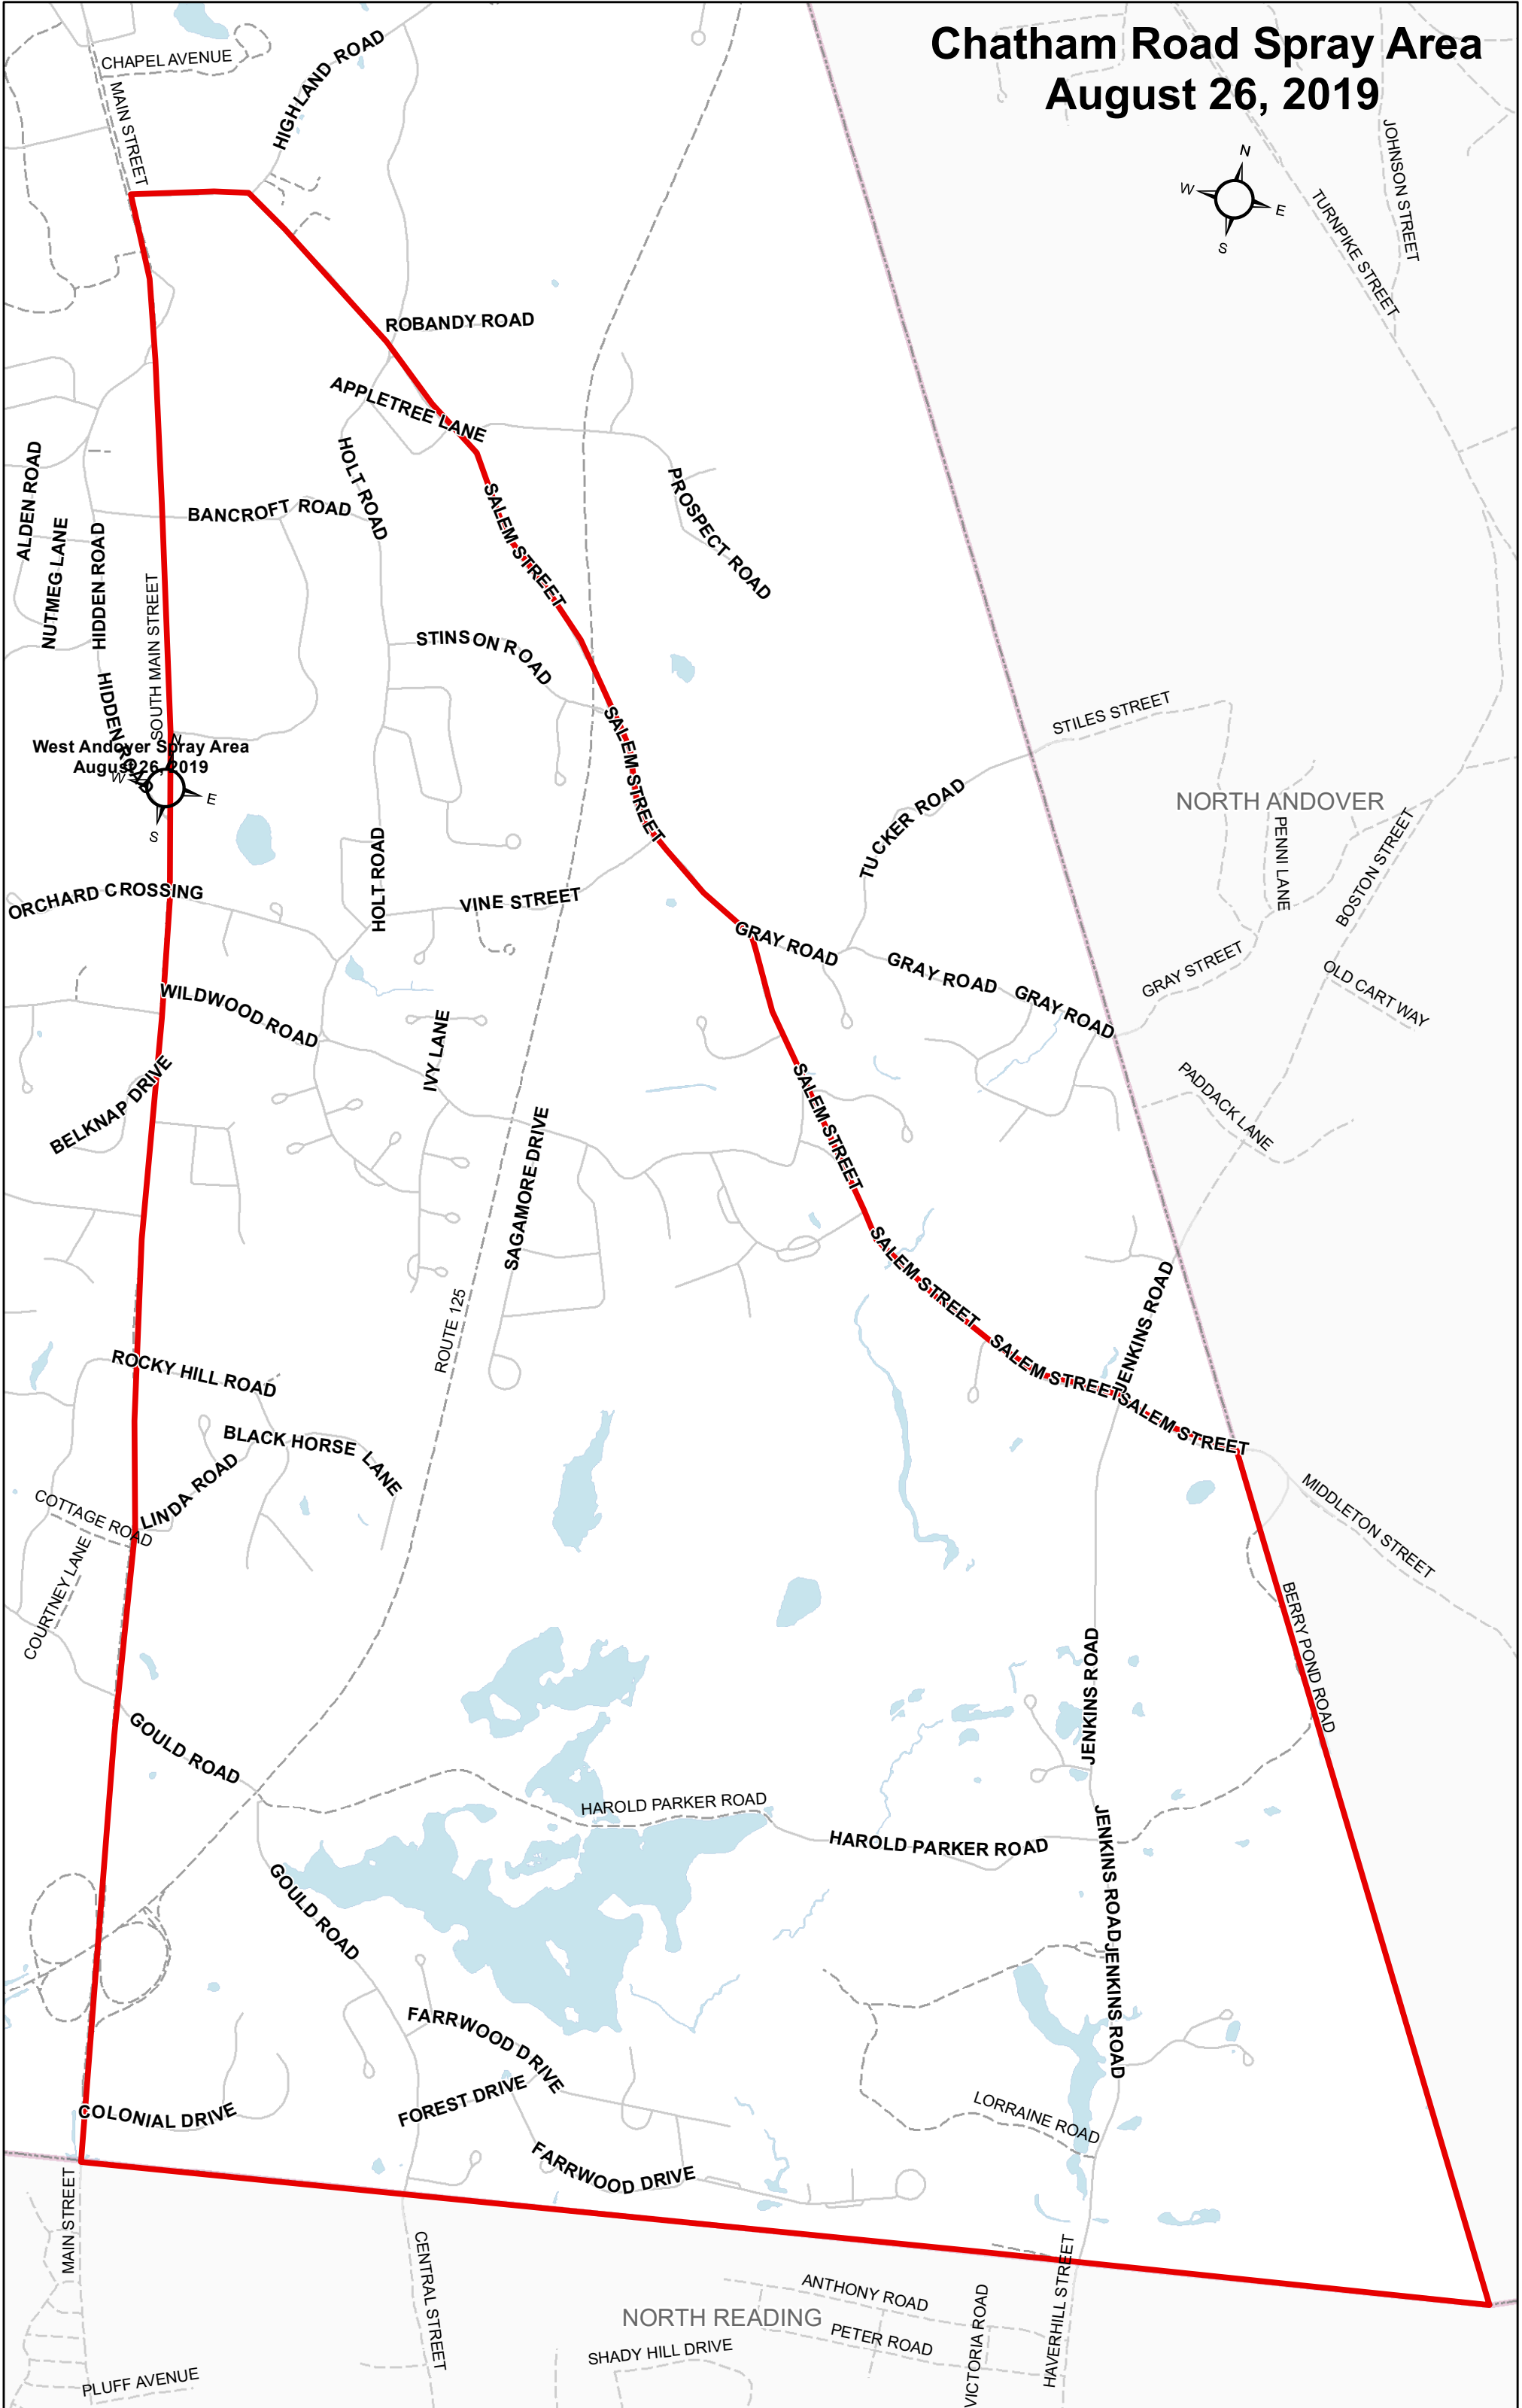 Chatham Road Spray Area
August 26, 2019
CHAPEL AVENUE
MAIN STREET
HIGHLAND ROAD
JOHNSON STREET
TURNPIKE STREET
N
W
E
S
ROBANDY ROAD
APPLETREE LANE
HOLT ROAD
ALDEN ROAD
NUTMEG LANE
HIDDEN ROAD
BANCROFT ROAD
SALEM STREET
PROSPECT ROAD
SOUTH MAIN STREET
STINSON ROAD
HIDDEN ROAD
SALEM STREET
STILES STREET
West Andover Spray Area
August 26, 2019
N
W
E
S
TUCKER ROAD
NORTH ANDOVER
PENNI LANE
BOSTON STREET
HOLT ROAD
ORCHARD CROSSING
VINE STREET
GRAY ROAD
GRAY ROAD
GRAY ROAD
GRAY STREET
OLD CART WAY
WILDWOOD ROAD
IVY LANE
BELKNAP DRIVE
PADDACK LANE
SALEM STREET
SAGAMORE DRIVE
SALEM STREET
JENKINS ROAD
ROUTE 125
SALEM STREET
SALEM STREET
ROCKY HILL ROAD
BLACK HORSE LANE
LINDA ROAD
COTTAGE ROAD
COURTNEY LANE
MIDDLETON STREET
BERRY POND ROAD
JENKINS ROAD
GOULD ROAD
HAROLD PARKER ROAD
HAROLD PARKER ROAD
JENKINS ROAD
GOULD ROAD
JENKINS ROAD
FARRWOOD DRIVE
FOREST DRIVE
COLONIAL DRIVE
LORRAINE ROAD
FARRWOOD DRIVE
MAIN STREET
CENTRAL STREET
HAVERHILL STREET
ANTHONY ROAD
VICTORIA ROAD
NORTH READING
PETER ROAD
SHADY HILL DRIVE
PLUFF AVENUE